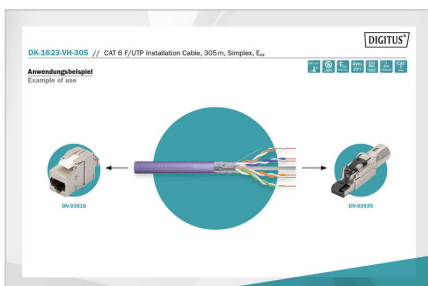 DIGITUS®
DK-1623-VH-305 // CAT 6 F/UTP Installation Cable, 305 m, Simplex, Eca
Anwendungsbeispiel
Example of use
DN-93616
DN-93635